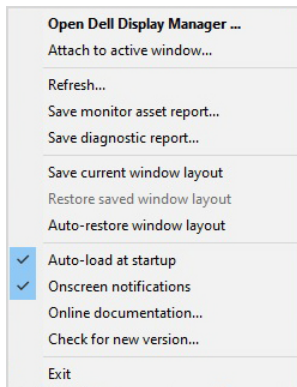 Open Dell Display Manager ...
Attach to active window...
Refresh...
Save monitor asset report...
Save diagnostic report...
Save current window layout
Restore saved window layout
Auto-restore window layout
Auto-load at startup
Onscreen notifications
Online documentation...
Check for new version...
Exit